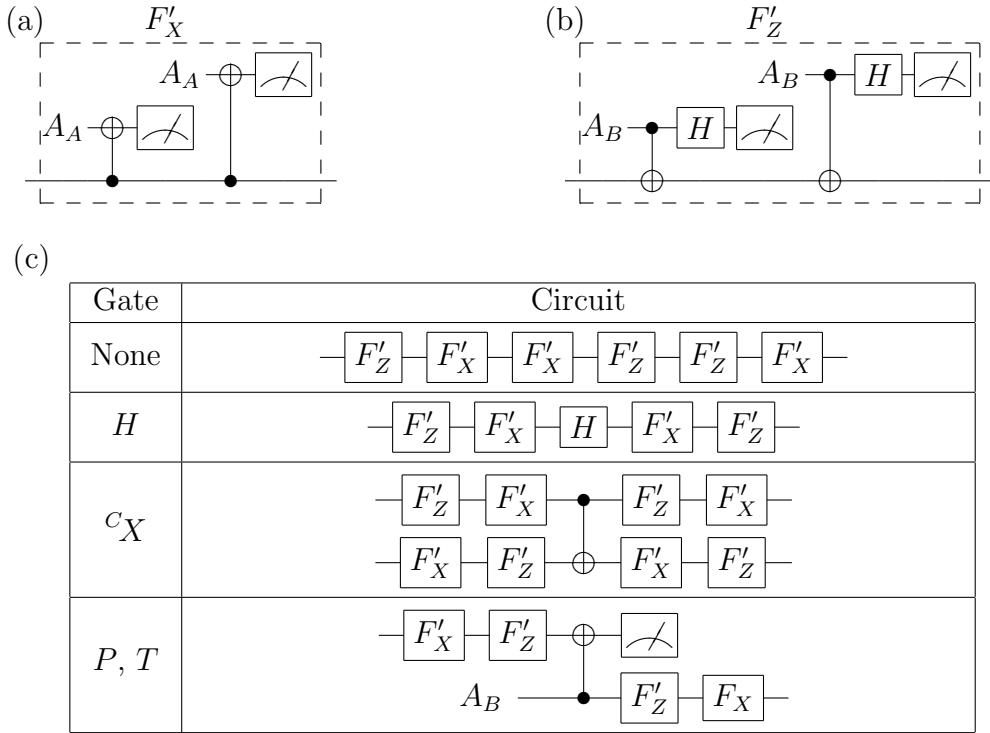 (a) F′_X
A_A
A_A
(b) F′_Z
A_B H
A_B H
(c)
Gate Circuit
None F′_Z F′_X F′_X F′_Z F′_Z F′_X
H F′_Z F′_X H F′_X F′_Z
^C X F′_Z F′_X F′_Z F′_X
F′_X F′_Z F′_X F′_Z
P, T F′_X F′_Z
A_B F′_Z F_X